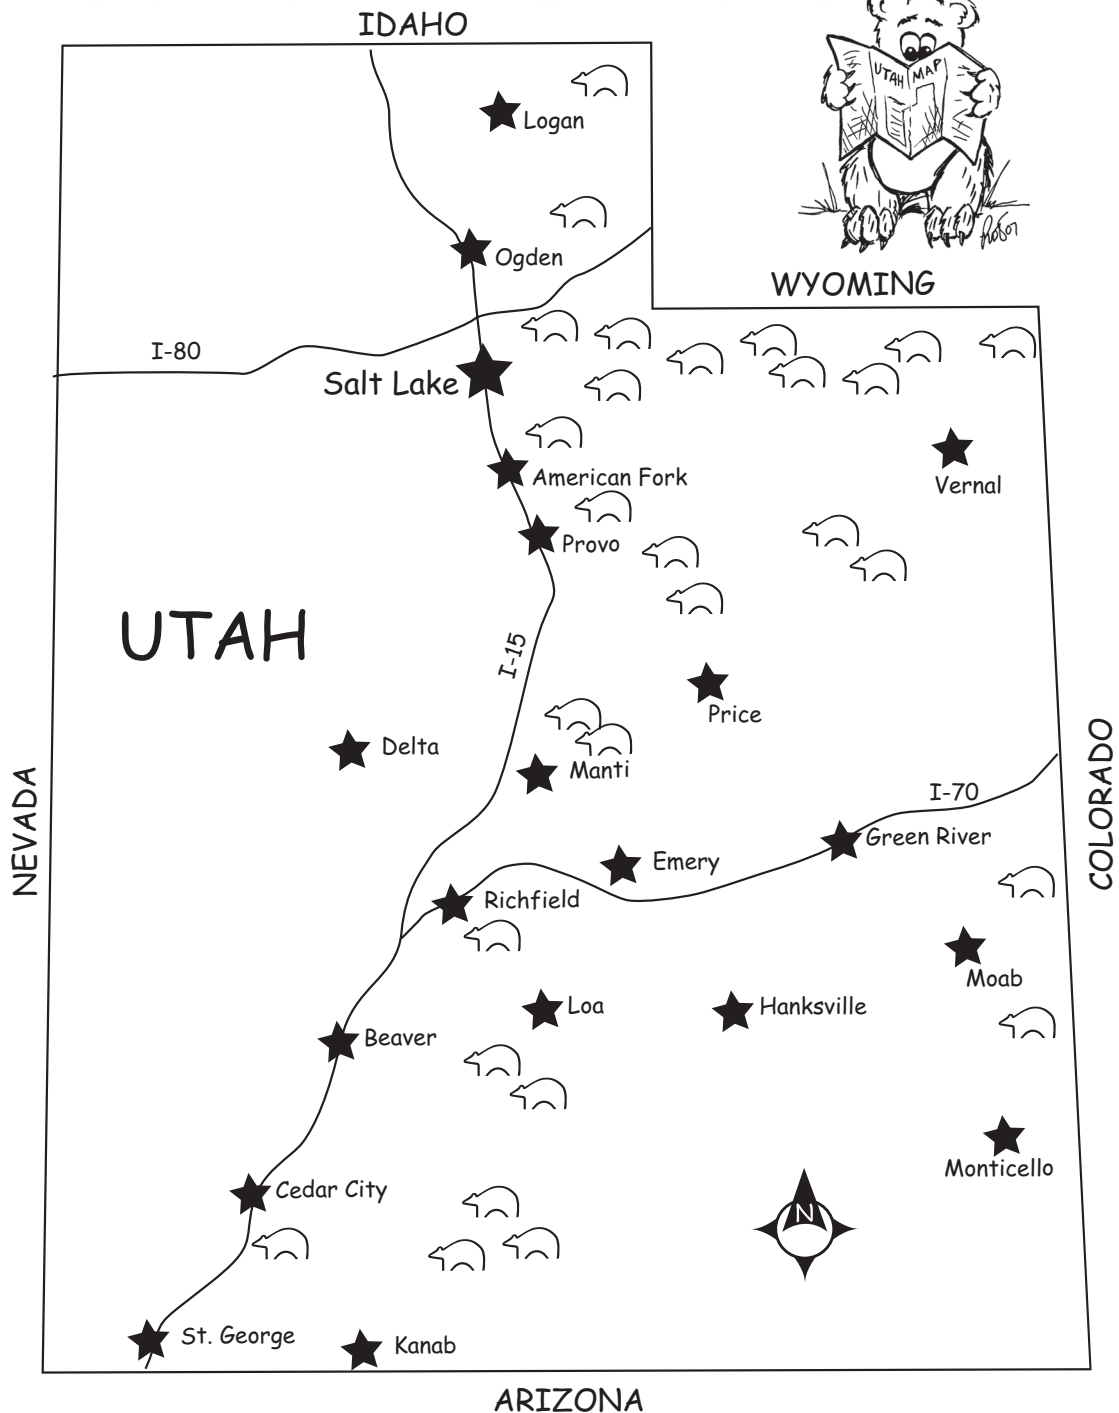 IDAHO
UTAH MAP
Logan
Ogden
WYOMING
I-80
Salt Lake
American Fork
Vernal
Provo
UTAH
I-15
Price
Delta
Manti
NEVADA
COLORADO
I-70
Green River
Emery
Richfield
Moab
Loa
Hanksville
Beaver
Monticello
Cedar City
N
St. George
Kanab
ARIZONA